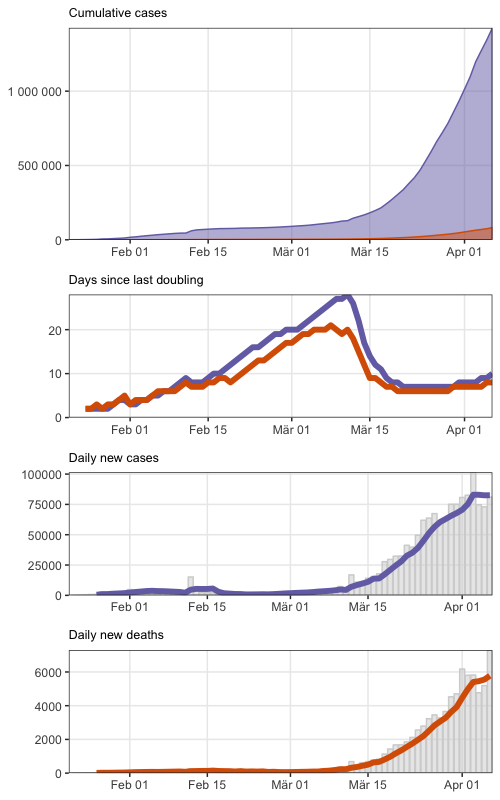 Cumulative cases
1 000 000
500 000
0
Feb 01 Feb 15 Mär 01 Mär 15 Apr 01
Days since last doubling
20
10
0
Feb 01 Feb 15 Mär 01 Mär 15 Apr 01
Daily new cases
100000
75000
50000
25000
0
Feb 01 Feb 15 Mär 01 Mär 15 Apr 01
Daily new deaths
6000
4000
2000
0
Feb 01 Feb 15 Mär 01 Mär 15 Apr 01